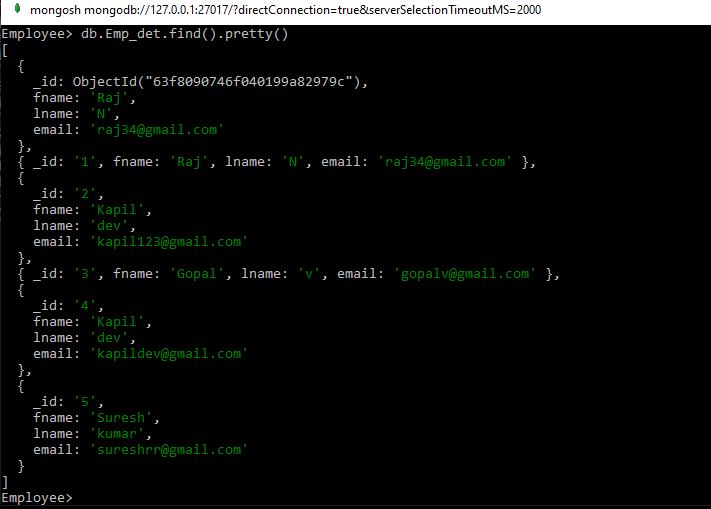 mongosh mongodb://127.0.0.1:27017/?directConnection=true&serverSelectionTimeoutMS=2000
Employee> db.Emp_det.find().pretty()
[
  {
    _id: ObjectId("63f8090746f040199a82979c"),
    fname: 'Raj',
    lname: 'N',
    email: 'raj34@gmail.com'
  },
  { _id: '1', fname: 'Raj', lname: 'N', email: 'raj34@gmail.com' },
  {
    _id: '2',
    fname: 'Kapil',
    lname: 'dev',
    email: 'kapil123@gmail.com'
  },
  { _id: '3', fname: 'Gopal', lname: 'v', email: 'gopalv@gmail.com' },
  {
    _id: '4',
    fname: 'Kapil',
    lname: 'dev',
    email: 'kapildev@gmail.com'
  },
  {
    _id: '5',
    fname: 'Suresh',
    lname: 'kumar',
    email: 'sureshrr@gmail.com'
  }
]
Employee>